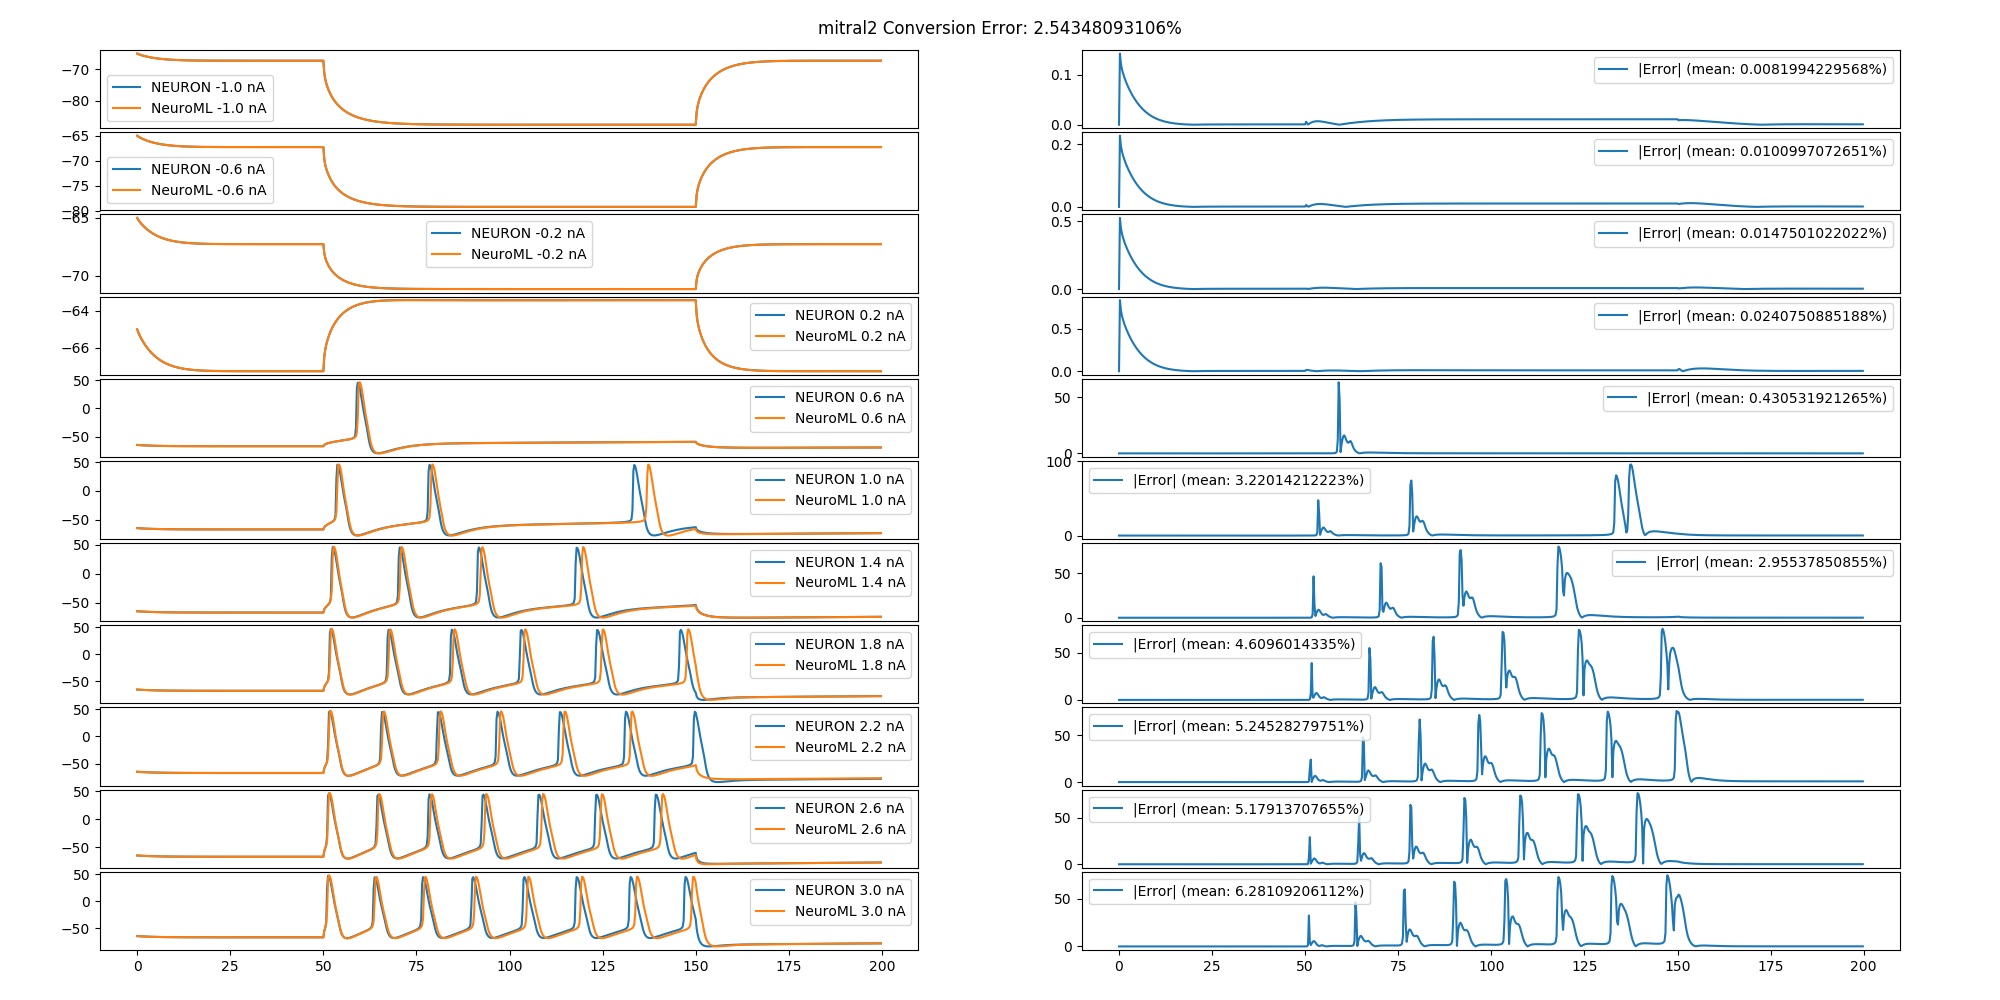 mitral2 Conversion Error: 2.54348093106%
−70
−80
NEURON -1.0 nA
NeuroML -1.0 nA
0.1
0.0
|Error| (mean: 0.0081994229568%)
−65
−70
−75
−80
NEURON -0.6 nA
NeuroML -0.6 nA
0.2
0.0
|Error| (mean: 0.0100997072651%)
−65
−70
NEURON -0.2 nA
NeuroML -0.2 nA
0.5
0.0
|Error| (mean: 0.0147501022022%)
−64
−66
NEURON 0.2 nA
NeuroML 0.2 nA
0.5
0.0
|Error| (mean: 0.0240750885188%)
50
0
−50
NEURON 0.6 nA
NeuroML 0.6 nA
50
0
|Error| (mean: 0.430531921265%)
50
0
−50
NEURON 1.0 nA
NeuroML 1.0 nA
100
0
|Error| (mean: 3.22014212223%)
50
0
−50
NEURON 1.4 nA
NeuroML 1.4 nA
50
0
|Error| (mean: 2.95537850855%)
50
0
−50
NEURON 1.8 nA
NeuroML 1.8 nA
50
0
|Error| (mean: 4.6096014335%)
50
0
−50
NEURON 2.2 nA
NeuroML 2.2 nA
50
0
|Error| (mean: 5.24528279751%)
50
0
−50
NEURON 2.6 nA
NeuroML 2.6 nA
50
0
|Error| (mean: 5.17913707655%)
50
0
−50
NEURON 3.0 nA
NeuroML 3.0 nA
50
0
|Error| (mean: 6.28109206112%)
0 25 50 75 100 125 150 175 200
0 25 50 75 100 125 150 175 200